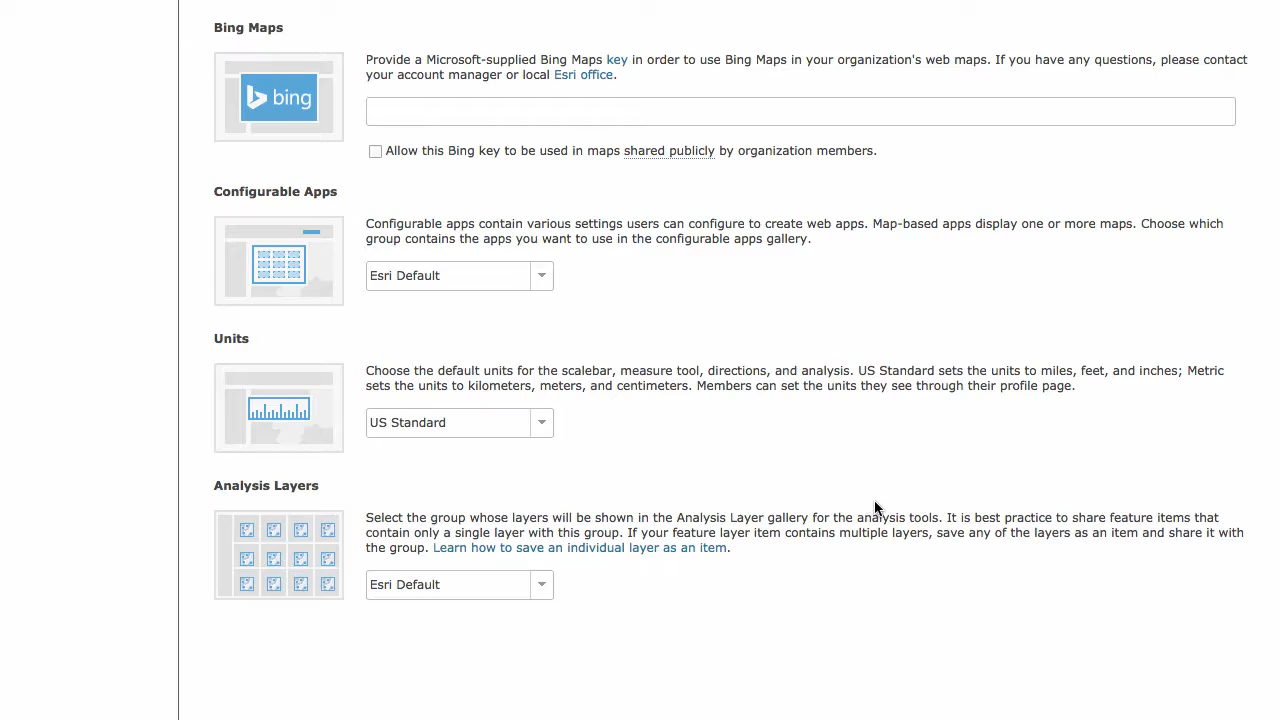 Bing Maps
bing
Provide a Microsoft-supplied Bing Maps key in order to use Bing Maps in your organization's web maps. If you have any questions, please contact
your account manager or local Esri office.
Allow this Bing key to be used in maps shared publicly by organization members.
Configurable Apps
Configurable apps contain various settings users can configure to create web apps. Map-based apps display one or more maps. Choose which
group contains the apps you want to use in the configurable apps gallery.
Esri Default
Units
Choose the default units for the scalebar, measure tool, directions, and analysis. US Standard sets the units to miles, feet, and inches; Metric
sets the units to kilometers, meters, and centimeters. Members can set the units they see through their profile page.
US Standard
Analysis Layers
Select the group whose layers will be shown in the Analysis Layer gallery for the analysis tools. It is best practice to share feature items that
contain only a single layer with this group. If your feature layer item contains multiple layers, save any of the layers as an item and share it with
the group. Learn how to save an individual layer as an item.
Esri Default